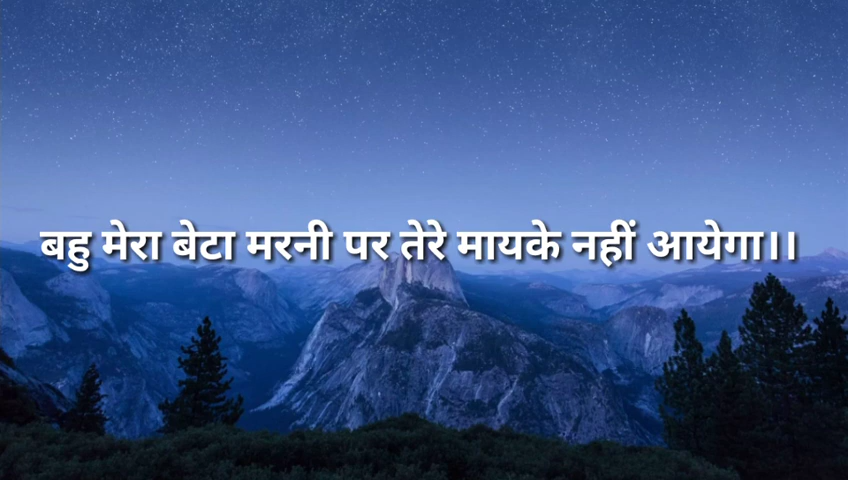 बहु मेरा बेटा मरनी पर तेरे मायके नहीं आयेगा।।